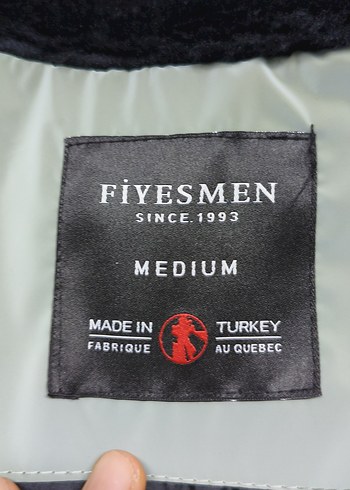 FİYESMEN
SINCE.1993
MEDIUM
MADE IN TURKEY
FABRIQUE AU QUEBEC